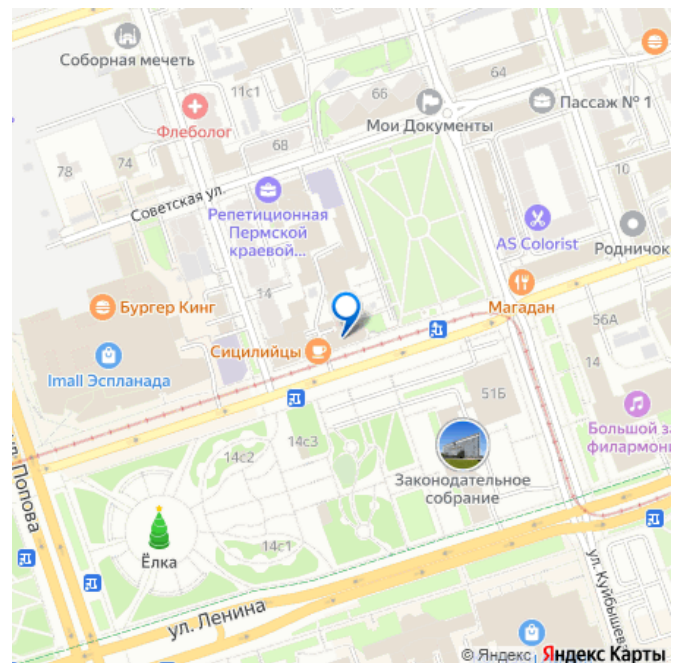 Соборная мечеть
11с1
66
64
Пассаж № 1
Мои Документы
Флеболог
68
74
78
10
Советская ул.
Репетиционная
Пермской
краевой...
AS Colorist
Родничок
14
Бургер Кинг
Магадан
56А
Сицилийцы
Imall Эспланада
14
51Б
Большой за
филармони
ул. Попова
14с2
14с3
Законодательное
собрание
Ёлка
14с1
ул. Ленина
ул. Куйбышева
© Яндекс Яндекс Карты